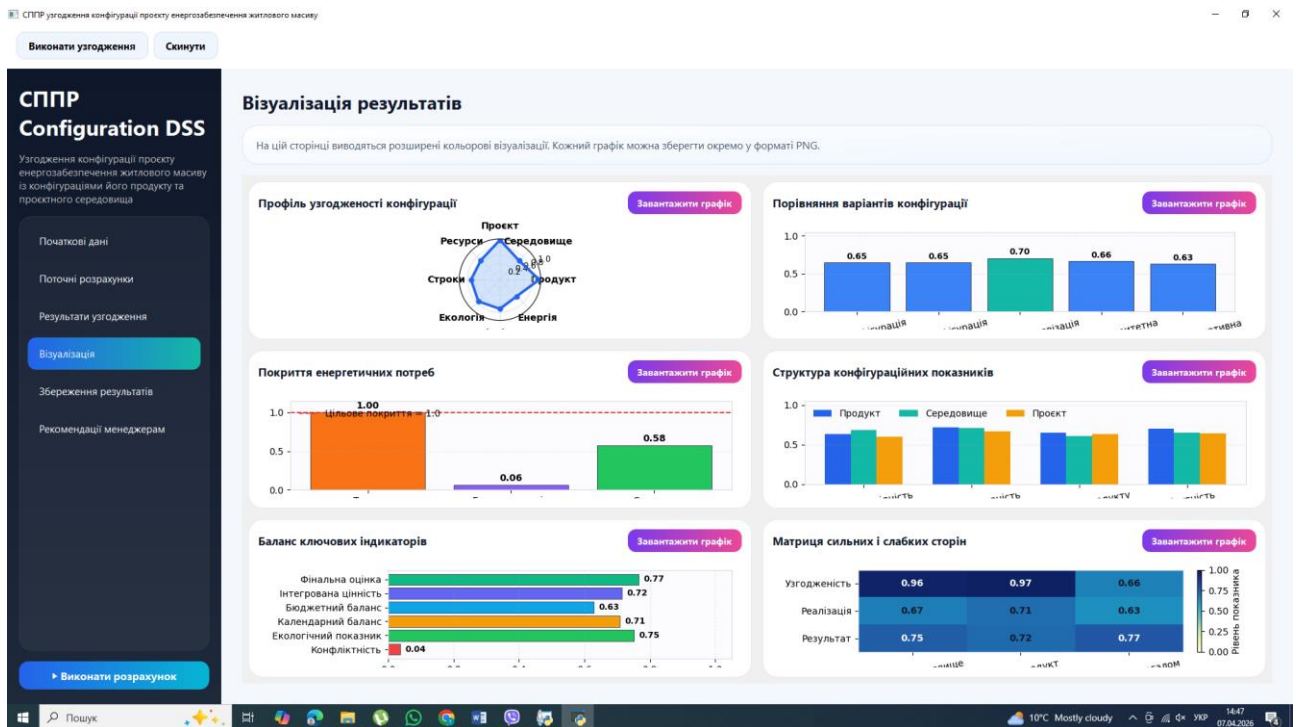 СППР узгодження конфігурації проєкту енергозабезпечення житлового масиву
Виконати узгодження
Скинути
СППР
Configuration DSS
Узгодження конфігурації проєкту
енергозабезпечення житлового масиву
із конфігураціями його продукту та
проєктного середовища
Початкові дані
Поточні розрахунки
Результати узгодження
Візуалізація
Збереження результатів
Рекомендації менеджерам
Виконати розрахунок
Візуалізація результатів
На цій сторінці виводяться розширені кольорові візуалізації. Кожний графік можна зберегти окремо у форматі PNG.
Профіль узгодженості конфігурації
Завантажити графік
Проєкт
Ресурси
Середовище
Строки
Продукт
Екологія
Енергія
0.2
1.0
Порівняння варіантів конфігурації
Завантажити графік
1.0
0.5
0.0
0.65
0.65
0.70
0.66
0.63
Покриття енергетичних потреб
Завантажити графік
1.0
0.5
0.0
1.00
Цільове покриття = 1.0
0.06
0.58
Структура конфігураційних показників
Завантажити графік
1.0
0.5
0.0
Продукт
Середовище
Проєкт
Баланс ключових індикаторів
Завантажити графік
Фінальна оцінка
0.77
Інтегрована цінність
0.72
Бюджетний баланс
0.63
Календарний баланс
0.71
Екологічний показник
0.75
Конфліктність
0.04
Матриця сильних і слабких сторін
Завантажити графік
Узгодженість
0.96
0.97
0.66
Реалізація
0.67
0.71
0.63
Результат
0.75
0.72
0.77
1.00
0.75
0.50
0.25
0.00
Рівень показника
Пошук
10°C Mostly cloudy
УКР
14:47
07.04.2026